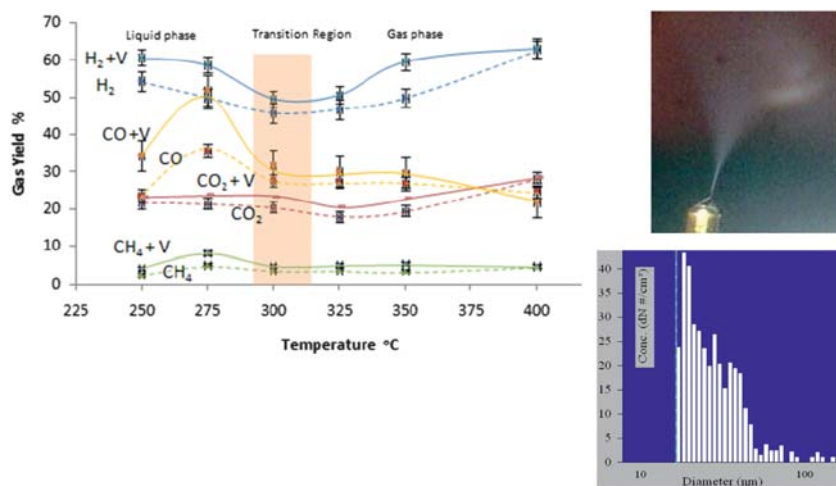 70
60
50
40
30
20
10
0
Gas Yield %
Liquid phase
Transition Region
Gas phase
H₂ +V
H₂
CO +V
CO
CO₂ + V
CO₂
CH₄ + V
CH₄
225
250
275
300
325
350
400
Temperature °C
40
35
30
25
20
15
10
5
0
Conc. (dN #/cm³)
10
100
Diameter (nm)